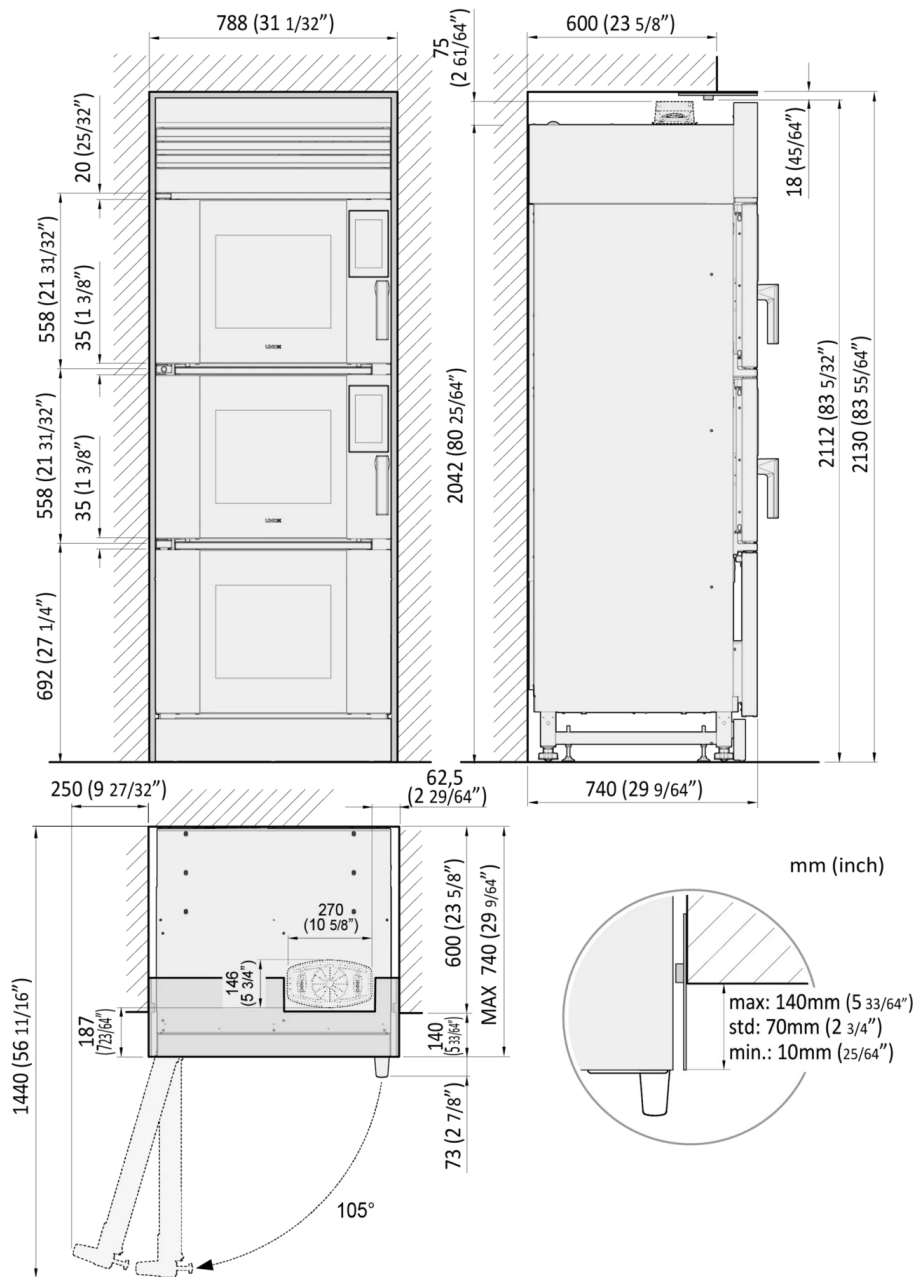 788 (31 1/32”)
600 (23 5/8”)
75
(2 61/64”)
20 (25/32”)
18 (45/64”)
558 (21 31/32”)
35 (1 3/8”)
UNOX
558 (21 31/32”)
35 (1 3/8”)
UNOX
692 (27 1/4”)
2042 (80 25/64”)
2112 (83 5/32”)
2130 (83 55/64”)
250 (9 27/32”)
62,5
(2 29/64”)
740 (29 9/64”)
mm (inch)
270
(10 5/8”)
146
(5 3/4”)
600 (23 5/8”)
MAX 740 (29 9/64”)
187
(7 23/64”)
140
(5 33/64”)
1440 (56 11/16”)
73 (2 7/8”)
105°
max: 140mm (5 33/64”)
std: 70mm (2 3/4”)
min.: 10mm (25/64”)